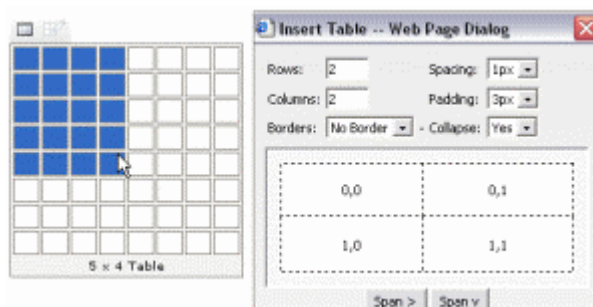 5 x 4 Table
Insert Table -- Web Page Dialog
Rows: 2 Spacing: 1px
Columns: 2 Padding: 3px
Borders: No Border - Collapse: Yes
0,0 0,1
1,0 1,1
Span > Span v